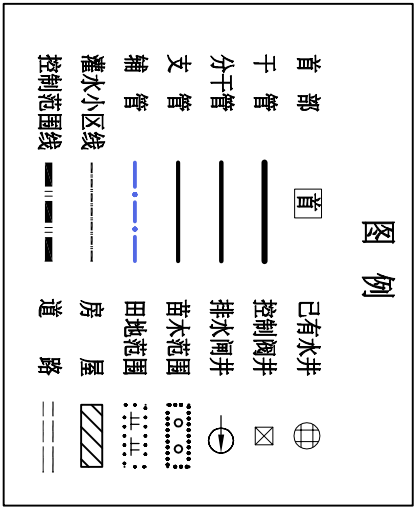 图 例
首 部 首 已有水井
干 管 控制阀井
分干管 排水闸井
支 管 苗木范围
辅 管 田地范围
灌水小区线 房 屋
控制范围线 道 路